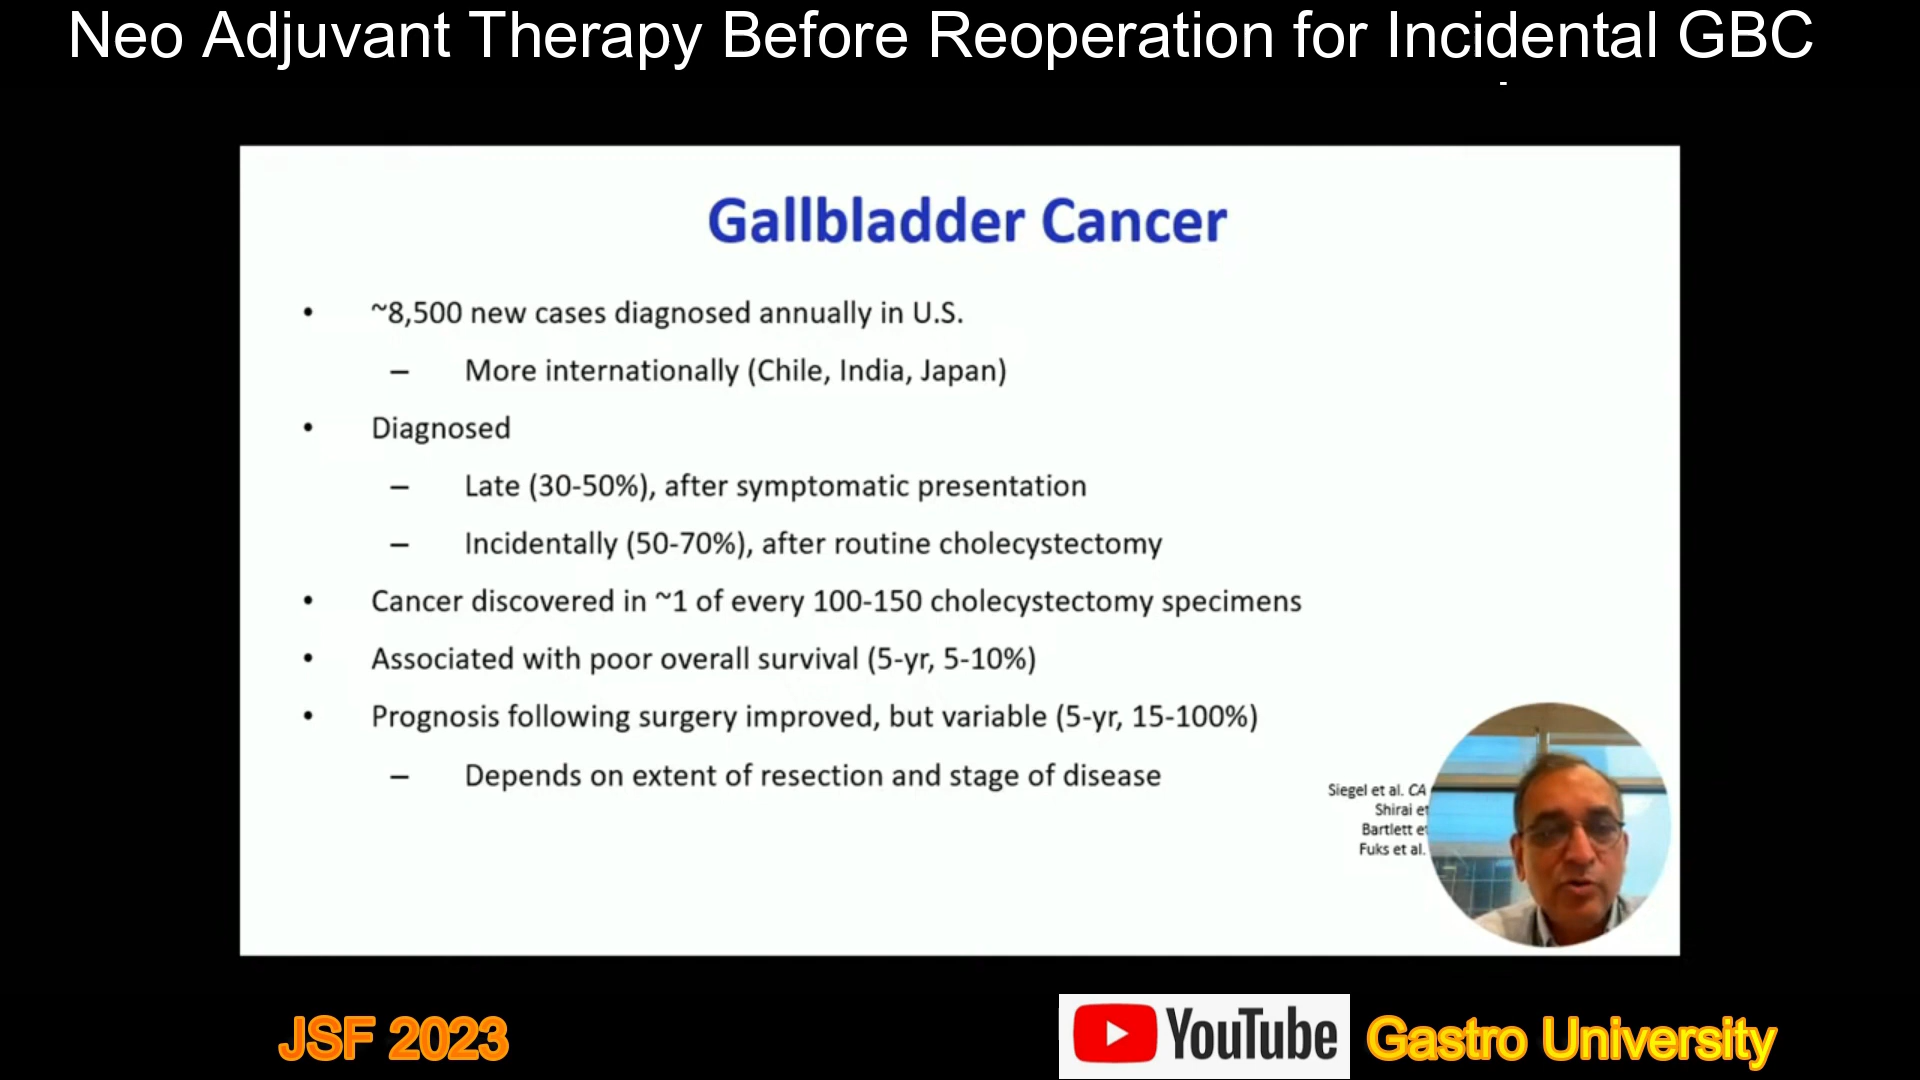 Neo Adjuvant Therapy Before Reoperation for Incidental GBC
Gallbladder Cancer
• ~8,500 new cases diagnosed annually in U.S.
– More internationally (Chile, India, Japan)
• Diagnosed
– Late (30-50%), after symptomatic presentation
– Incidentally (50-70%), after routine cholecystectomy
• Cancer discovered in ~1 of every 100-150 cholecystectomy specimens
• Associated with poor overall survival (5-yr, 5-10%)
• Prognosis following surgery improved, but variable (5-yr, 15-100%)
– Depends on extent of resection and stage of disease
Siegel et al. CA
Shirai et
Bartlett et
Fuks et al.
JSF 2023
YouTube
Gastro University